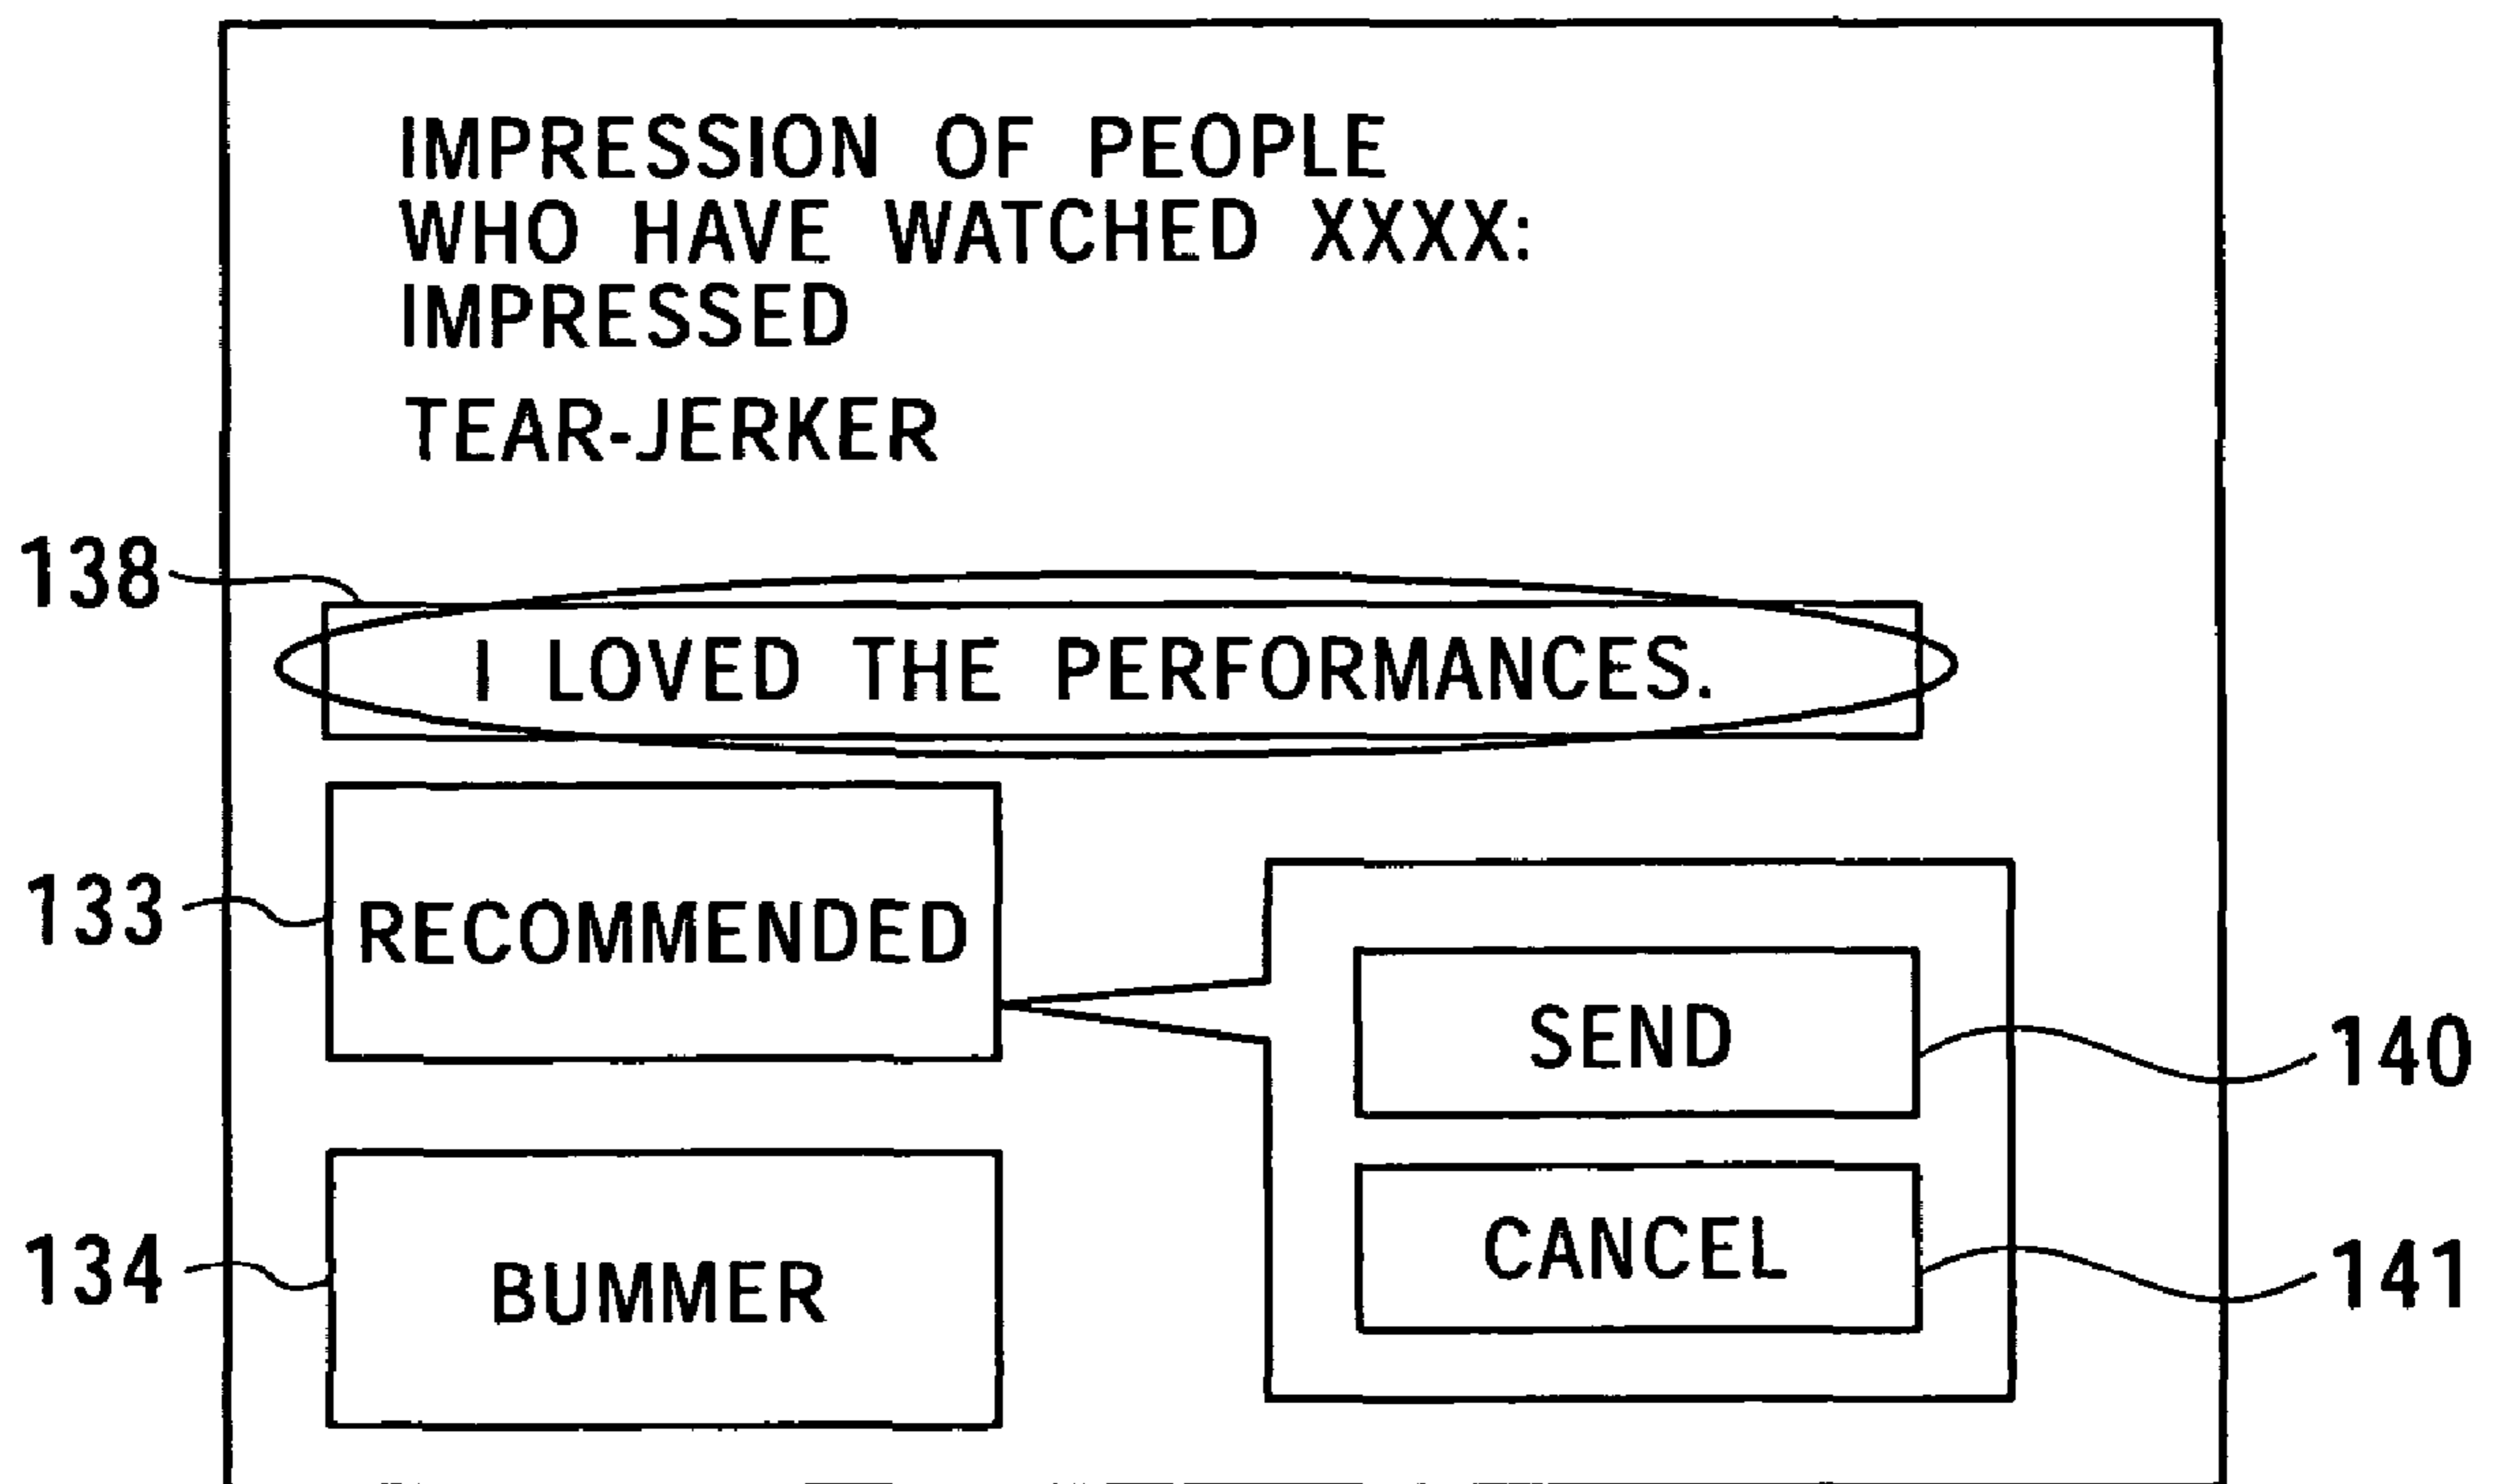 IMPRESSION OF PEOPLE
WHO HAVE WATCHED XXXX:
IMPRESSED
TEAR-JERKER
138
I LOVED THE PERFORMANCES.
133
RECOMMENDED
SEND
140
134
BUMMER
CANCEL
141